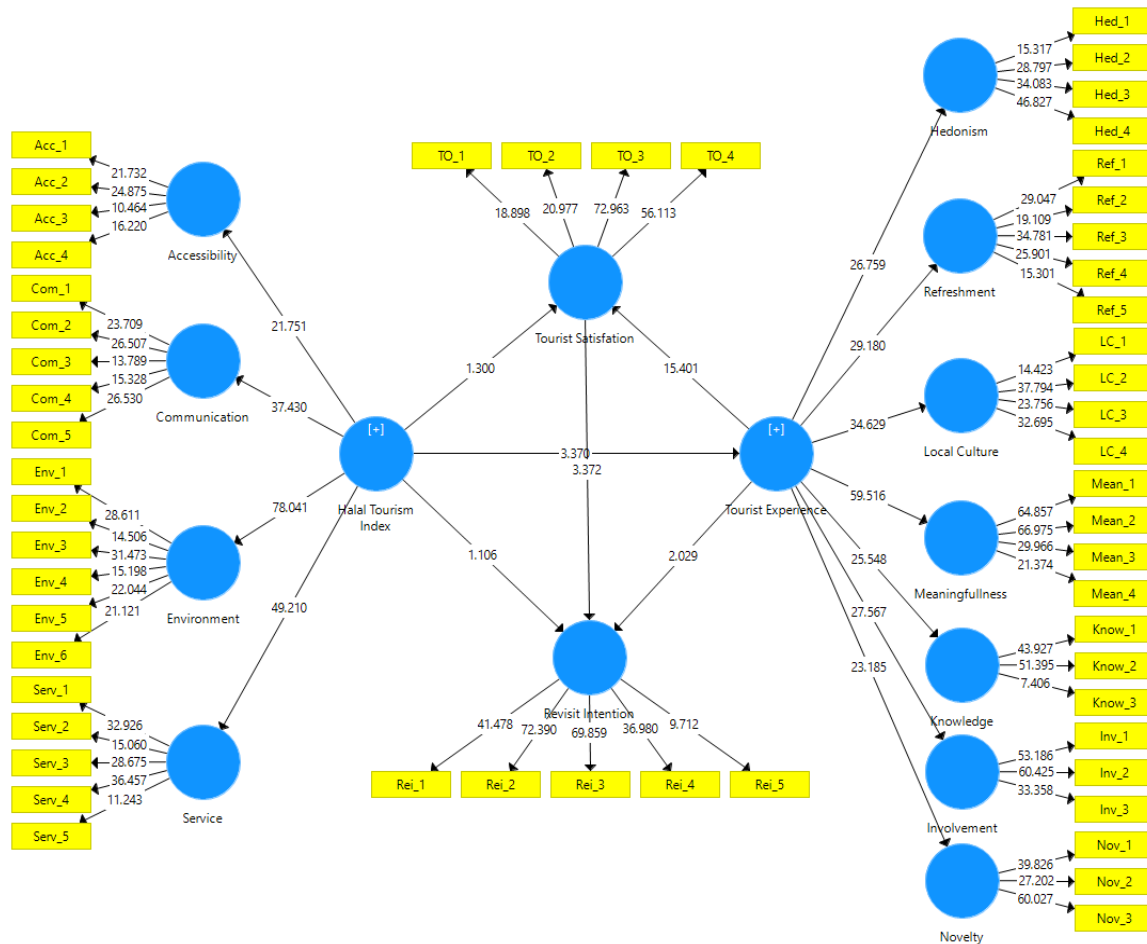 Acc_1
Acc_2
Acc_3
Acc_4
21.732
24.875
10.464
16.220
Accessibility
Com_1
Com_2
Com_3
Com_4
Com_5
23.709
26.507
13.789
15.328
26.530
Communication
Env_1
Env_2
Env_3
Env_4
Env_5
Env_6
28.611
14.506
31.473
15.198
22.044
21.121
Environment
Serv_1
Serv_2
Serv_3
Serv_4
Serv_5
32.926
15.060
28.675
36.457
11.243
Service
21.751
37.430
78.041
49.210
[+]
Halal Tourism
Index
TO_1
TO_2
TO_3
TO_4
18.898
20.977
72.963
56.113
Tourist Satisfaction
1.300
15.401
3.370
3.372
1.106
2.029
Revisit Intention
41.478
72.390
69.859
36.980
9.712
Rei_1
Rei_2
Rei_3
Rei_4
Rei_5
[+]
Tourist Experience
26.759
29.180
34.629
59.516
25.548
27.567
23.185
Hed_1
Hed_2
Hed_3
Hed_4
15.317
28.797
34.083
46.827
Hedonism
Ref_1
Ref_2
Ref_3
Ref_4
Ref_5
29.047
19.109
34.781
25.901
15.301
Refreshment
LC_1
LC_2
LC_3
LC_4
14.423
37.794
23.756
32.695
Local Culture
Mean_1
Mean_2
Mean_3
Mean_4
64.857
66.975
29.966
21.374
Meaningfullness
Know_1
Know_2
Know_3
43.927
51.395
7.406
Knowledge
Inv_1
Inv_2
Inv_3
53.186
60.425
33.358
Involvement
Nov_1
Nov_2
Nov_3
39.826
27.202
60.027
Novelty